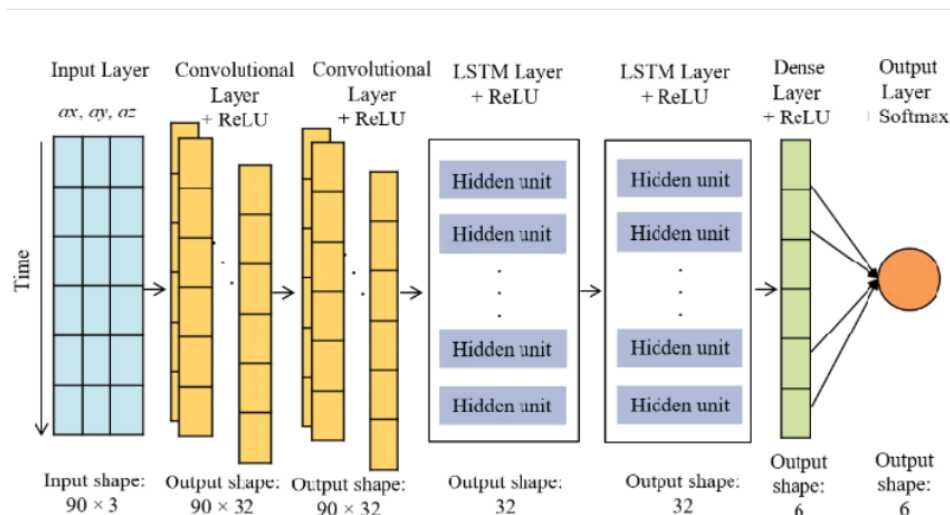 Input Layer
ax, ay, az
Convolutional
Layer
+ ReLU
Convolutional
Layer
+ ReLU
LSTM Layer
+ ReLU
LSTM Layer
+ ReLU
Dense
Layer
+ ReLU
Output
Layer
Softmax
Time
Hidden unit
Hidden unit
Hidden unit
Hidden unit
Hidden unit
Hidden unit
Hidden unit
Hidden unit
Input shape:
90 × 3
Output shape:
90 × 32
Output shape:
90 × 32
Output shape:
32
Output shape:
32
Output
shape:
6
Output
shape:
6